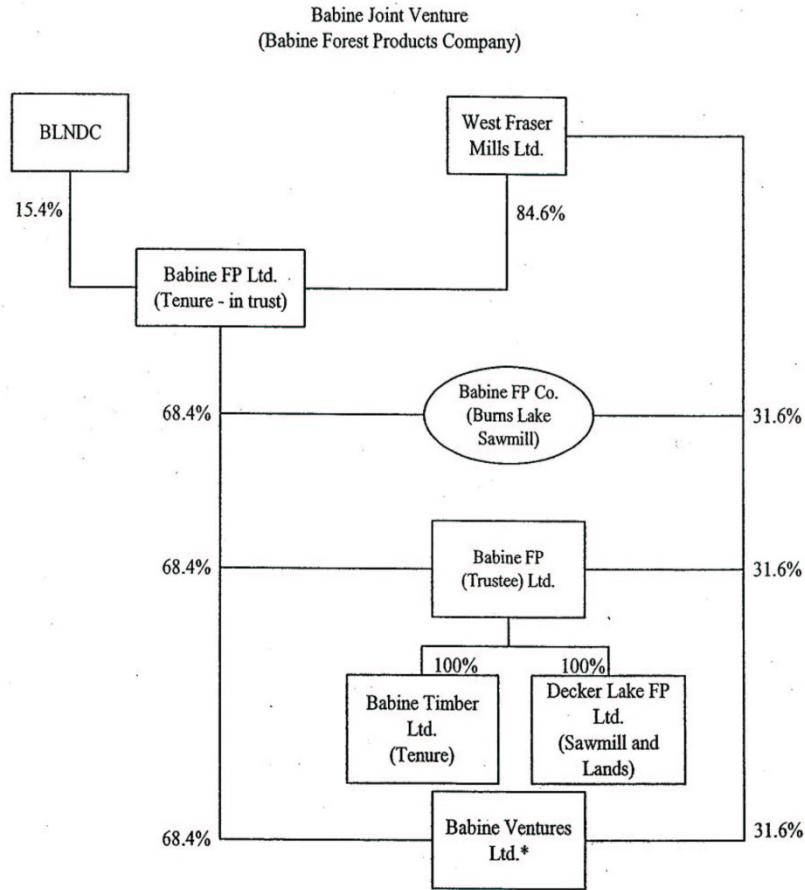 Babine Joint Venture
(Babine Forest Products Company)
BLNDC
West Fraser
Mills Ltd.
15.4%
84.6%
Babine FP Ltd.
(Tenure - in trust)
68.4%
Babine FP Co.
(Burns Lake
Sawmill)
31.6%
68.4%
Babine FP
(Trustee) Ltd.
31.6%
100%
100%
Babine Timber
Ltd.
(Tenure)
Decker Lake FP
Ltd.
(Sawmill and
Lands)
68.4%
Babine Ventures
Ltd.*
31.6%